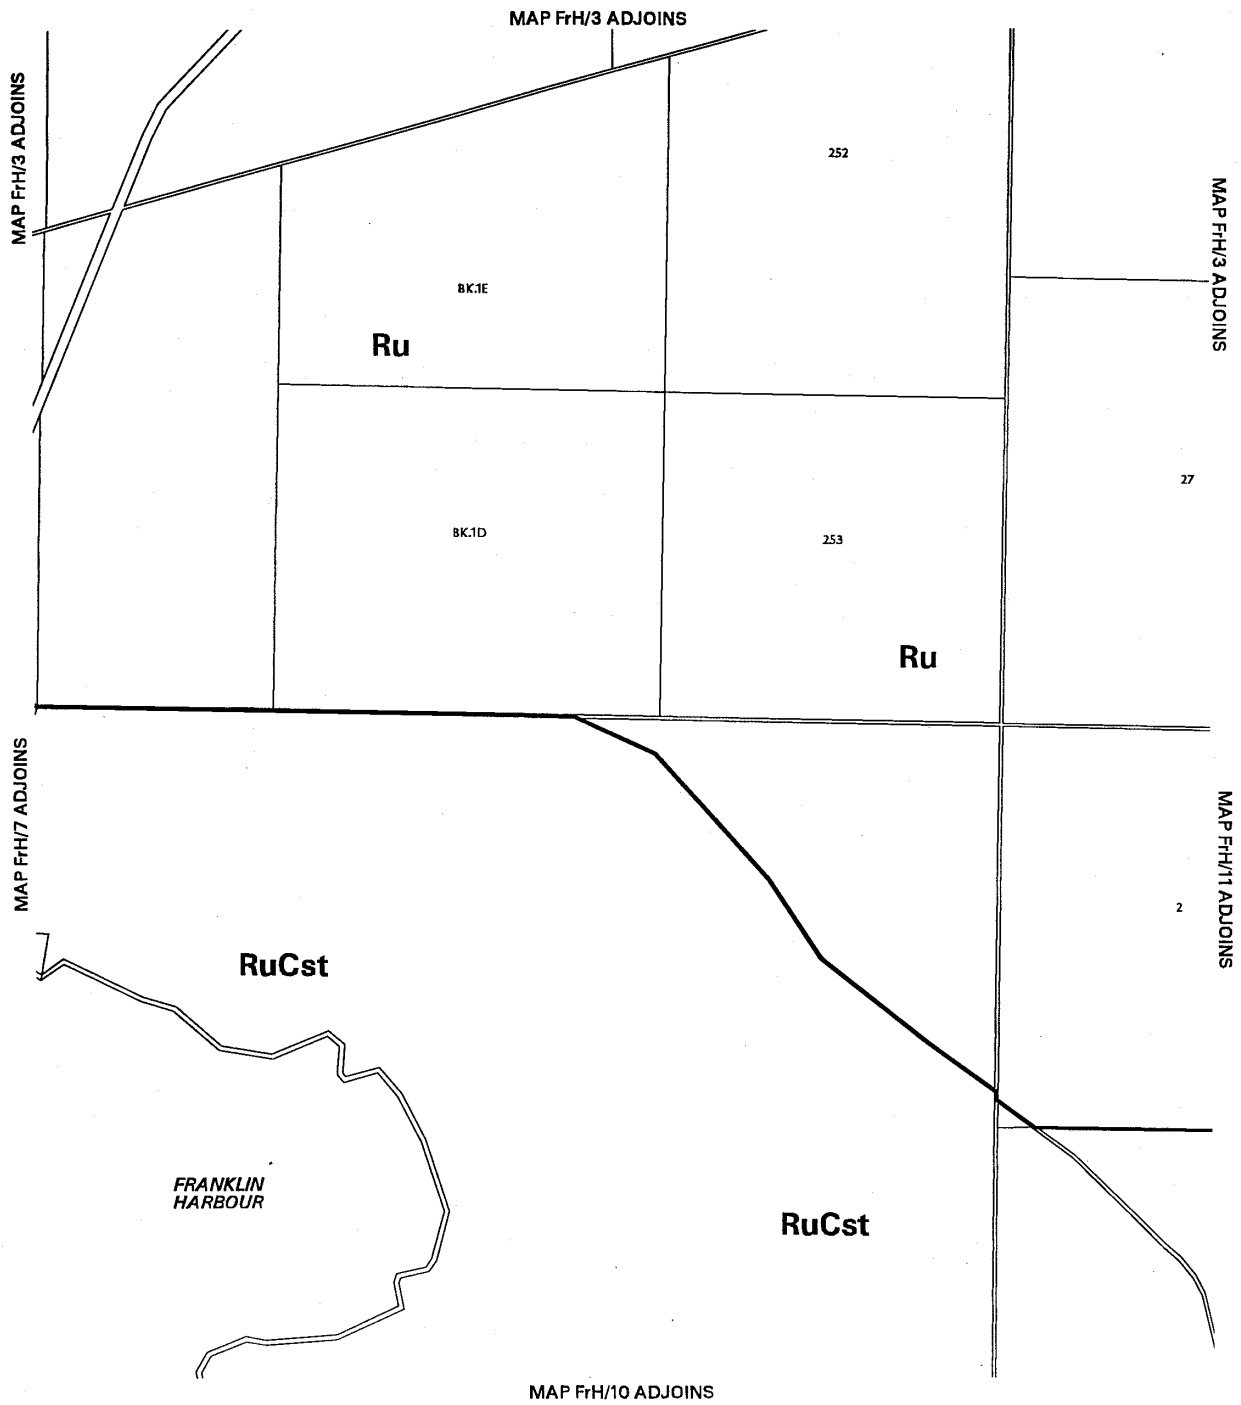 MAP FrH/3 ADJOINS
MAP FrH/3 ADJOINS
252
MAP FrH/3 ADJOINS
BK.1E
Ru
27
BK.1D
253
Ru
MAP FrH/7 ADJOINS
MAP FrH/11 ADJOINS
2
RuCst
FRANKLIN
HARBOUR
RuCst
MAP FrH/10 ADJOINS